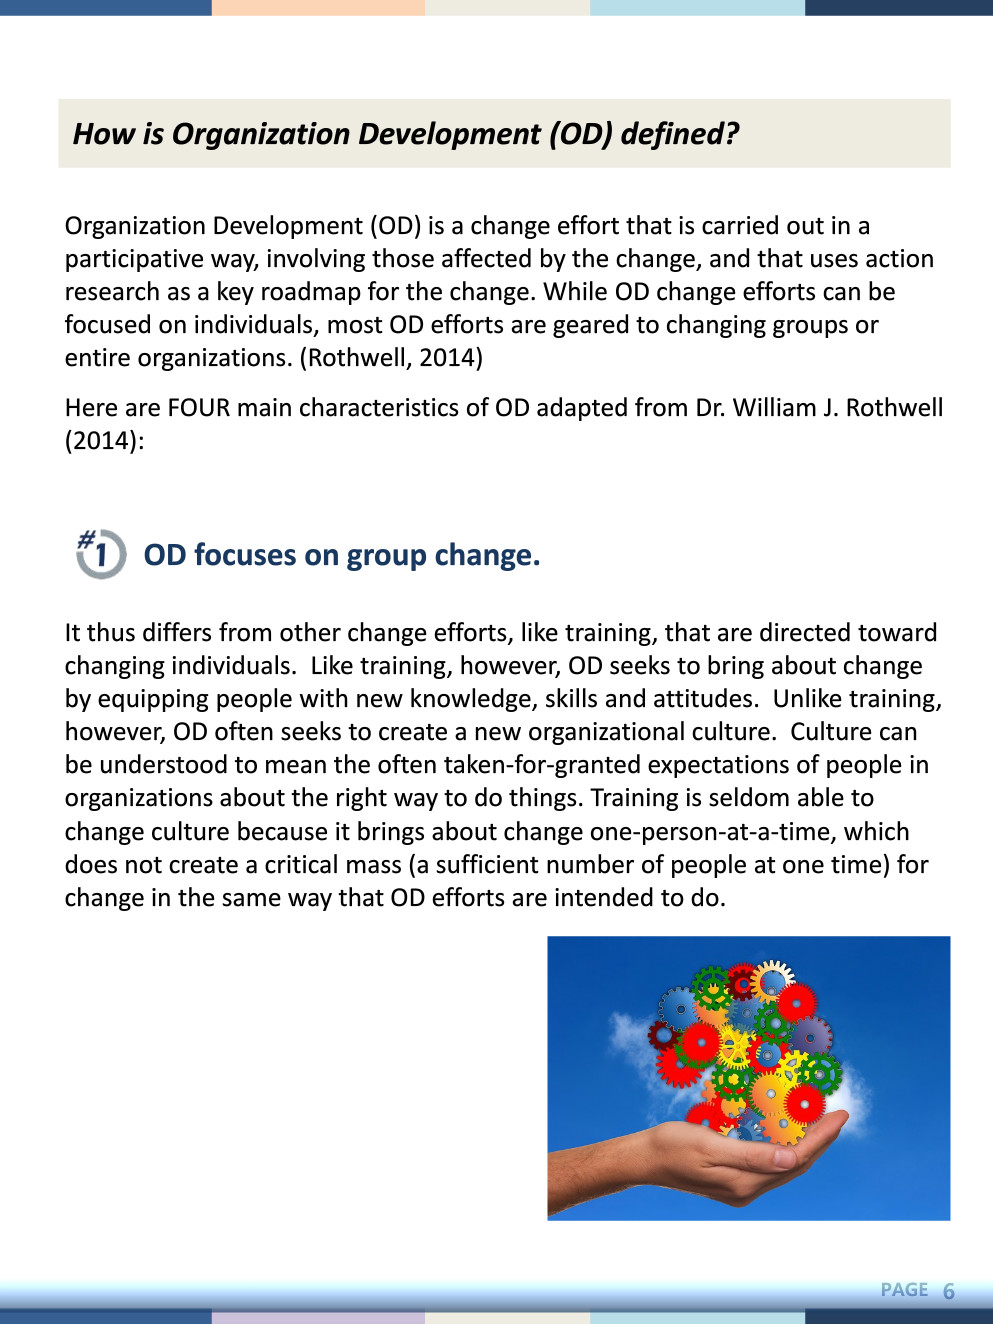 How is Organization Development (OD) defined?
Organization Development (OD) is a change effort that is carried out in a
participative way, involving those affected by the change, and that uses action
research as a key roadmap for the change. While OD change efforts can be
focused on individuals, most OD efforts are geared to changing groups or
entire organizations. (Rothwell, 2014)
Here are FOUR main characteristics of OD adapted from Dr. William J. Rothwell
(2014):
#1 OD focuses on group change.
It thus differs from other change efforts, like training, that are directed toward
changing individuals.  Like training, however, OD seeks to bring about change
by equipping people with new knowledge, skills and attitudes.  Unlike training,
however, OD often seeks to create a new organizational culture.  Culture can
be understood to mean the often taken-for-granted expectations of people in
organizations about the right way to do things. Training is seldom able to
change culture because it brings about change one-person-at-a-time, which
does not create a critical mass (a sufficient number of people at one time) for
change in the same way that OD efforts are intended to do.
PAGE 6